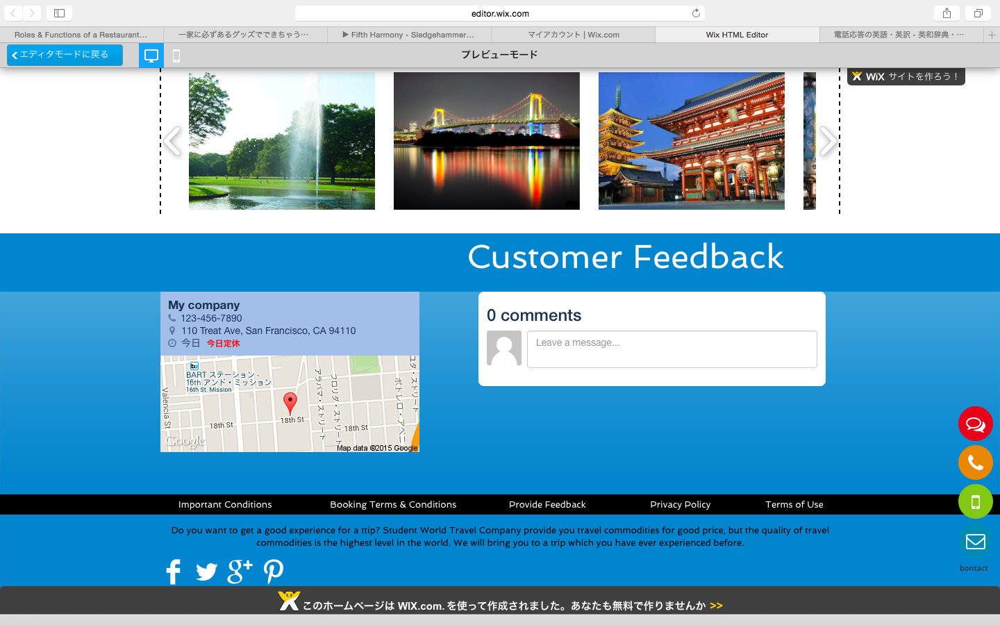 editor.wix.com
Roles & Functions of a Restaurant...
一家に必ずあるグッズでできちゃう…
▶ Fifth Harmony - Sledgehammer...
マイアカウント | Wix.com
Wix HTML Editor
電話応答の英語・英訳 - 英和辞典・…
エディタモードに戻る
プレビューモード
WiX サイトを作ろう！
Customer Feedback
My company
123-456-7890
110 Treat Ave, San Francisco, CA 94110
今日 今日定休
0 comments
Leave a message...
BART ステーション -
16th アンド・ミッション
16th St. Mission
Valencia St
18th St
18th St
18th St
アラバマ・ストリート
フロリダ・ストリート
ポトレロ・アベニ
ユタ・ストリート
Google
Map data ©2015 Google
Important Conditions
Booking Terms & Conditions
Provide Feedback
Privacy Policy
Terms of Use
Do you want to get a good experience for a ttip? Student World Travel Company provide you travel commodities for good price, but the quality of travel
commodities is the highest level in the world. We will bring you to a trip which you have ever experienced before.
bontact
このホームページは WIX.com. を使って作成されました。あなたも無料で作りませんか >>